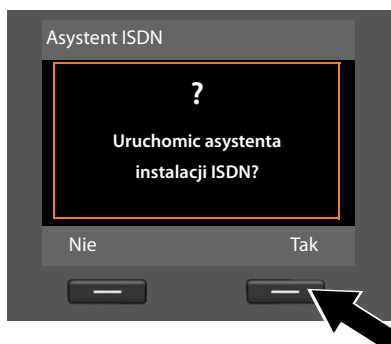 Asystent ISDN
?
Uruchomic asystenta
instalacji ISDN?
Nie Tak